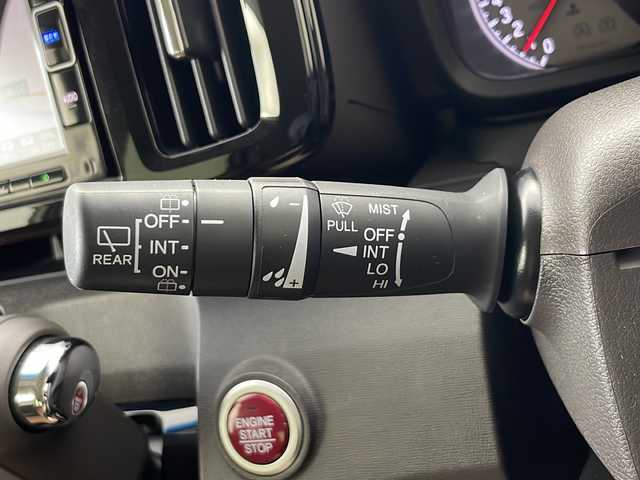 OFF
INT
ON
REAR
PULL
MIST
OFF
INT
LO
HI
ENGINE
START
STOP